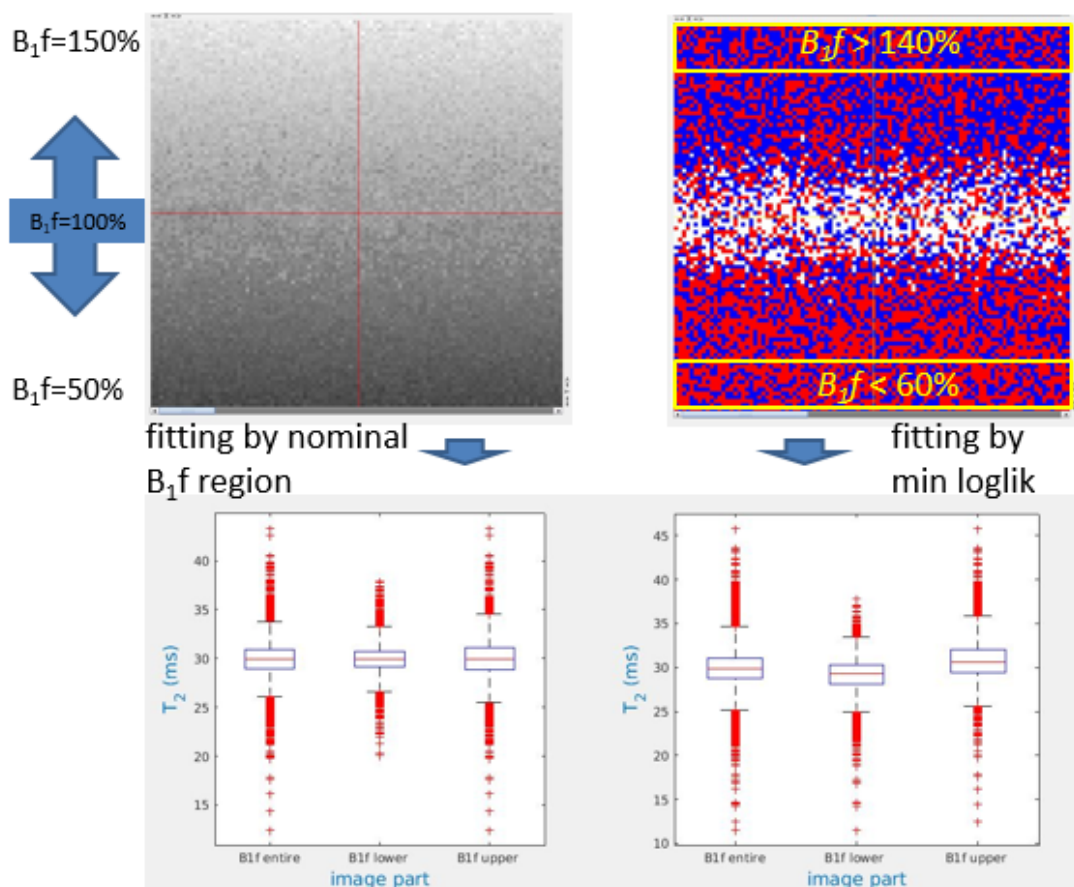 B₁f=150%
B₁f=100%
B₁f=50%
B₁f > 140%
B₁f < 60%
fitting by nominal
B₁f region
fitting by
min loglik
40
35
30
25
20
15
T₂ (ms)
B1f entire B1f lower B1f upper
image part
45
40
35
30
25
20
15
10
T₂ (ms)
B1f entire B1f lower B1f upper
image part